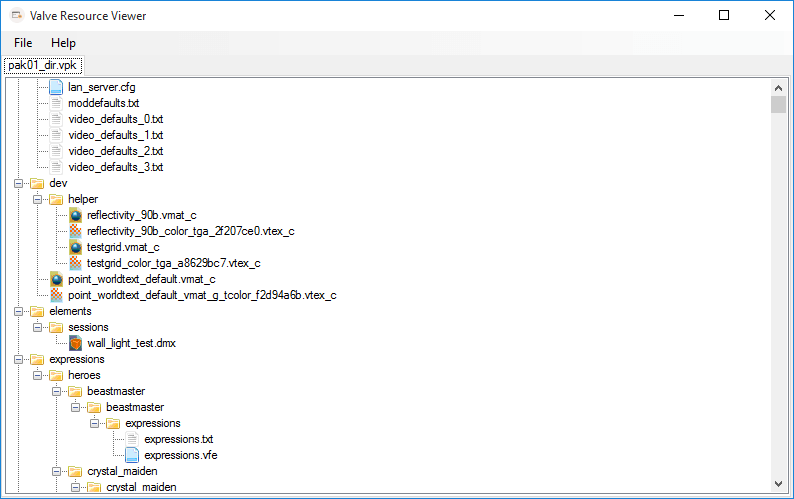 Valve Resource Viewer
File Help
pak01_dir.vpk
lan_server.cfg
moddefaults.txt
video_defaults_0.txt
video_defaults_1.txt
video_defaults_2.txt
video_defaults_3.txt
dev
helper
reflectivity_90b.vmat_c
reflectivity_90b_color_tga_2f207ce0.vtex_c
testgrid.vmat_c
testgrid_color_tga_a8629bc7.vtex_c
point_worldtext_default.vmat_c
point_worldtext_default_vmat_g_tcolor_f2d94a6b.vtex_c
elements
sessions
wall_light_test.dmx
expressions
heroes
beastmaster
beastmaster
expressions
expressions.txt
expressions.vfe
crystal_maiden
crystal_maiden